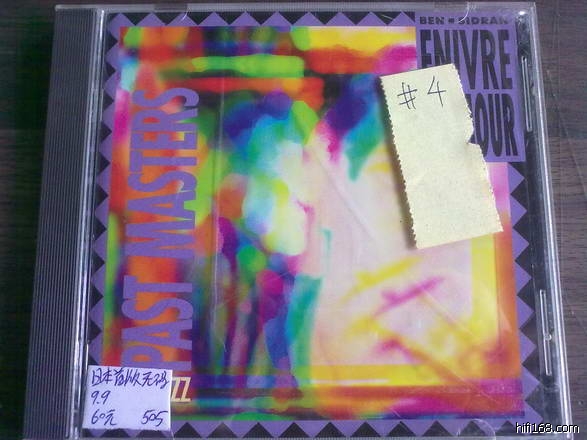 BEN ■ SIDRAN
ENIVRE
OUR
# 4
PAST MASTERS
ZZ
日本首版无码
9.9
60元 505
hifi168.com